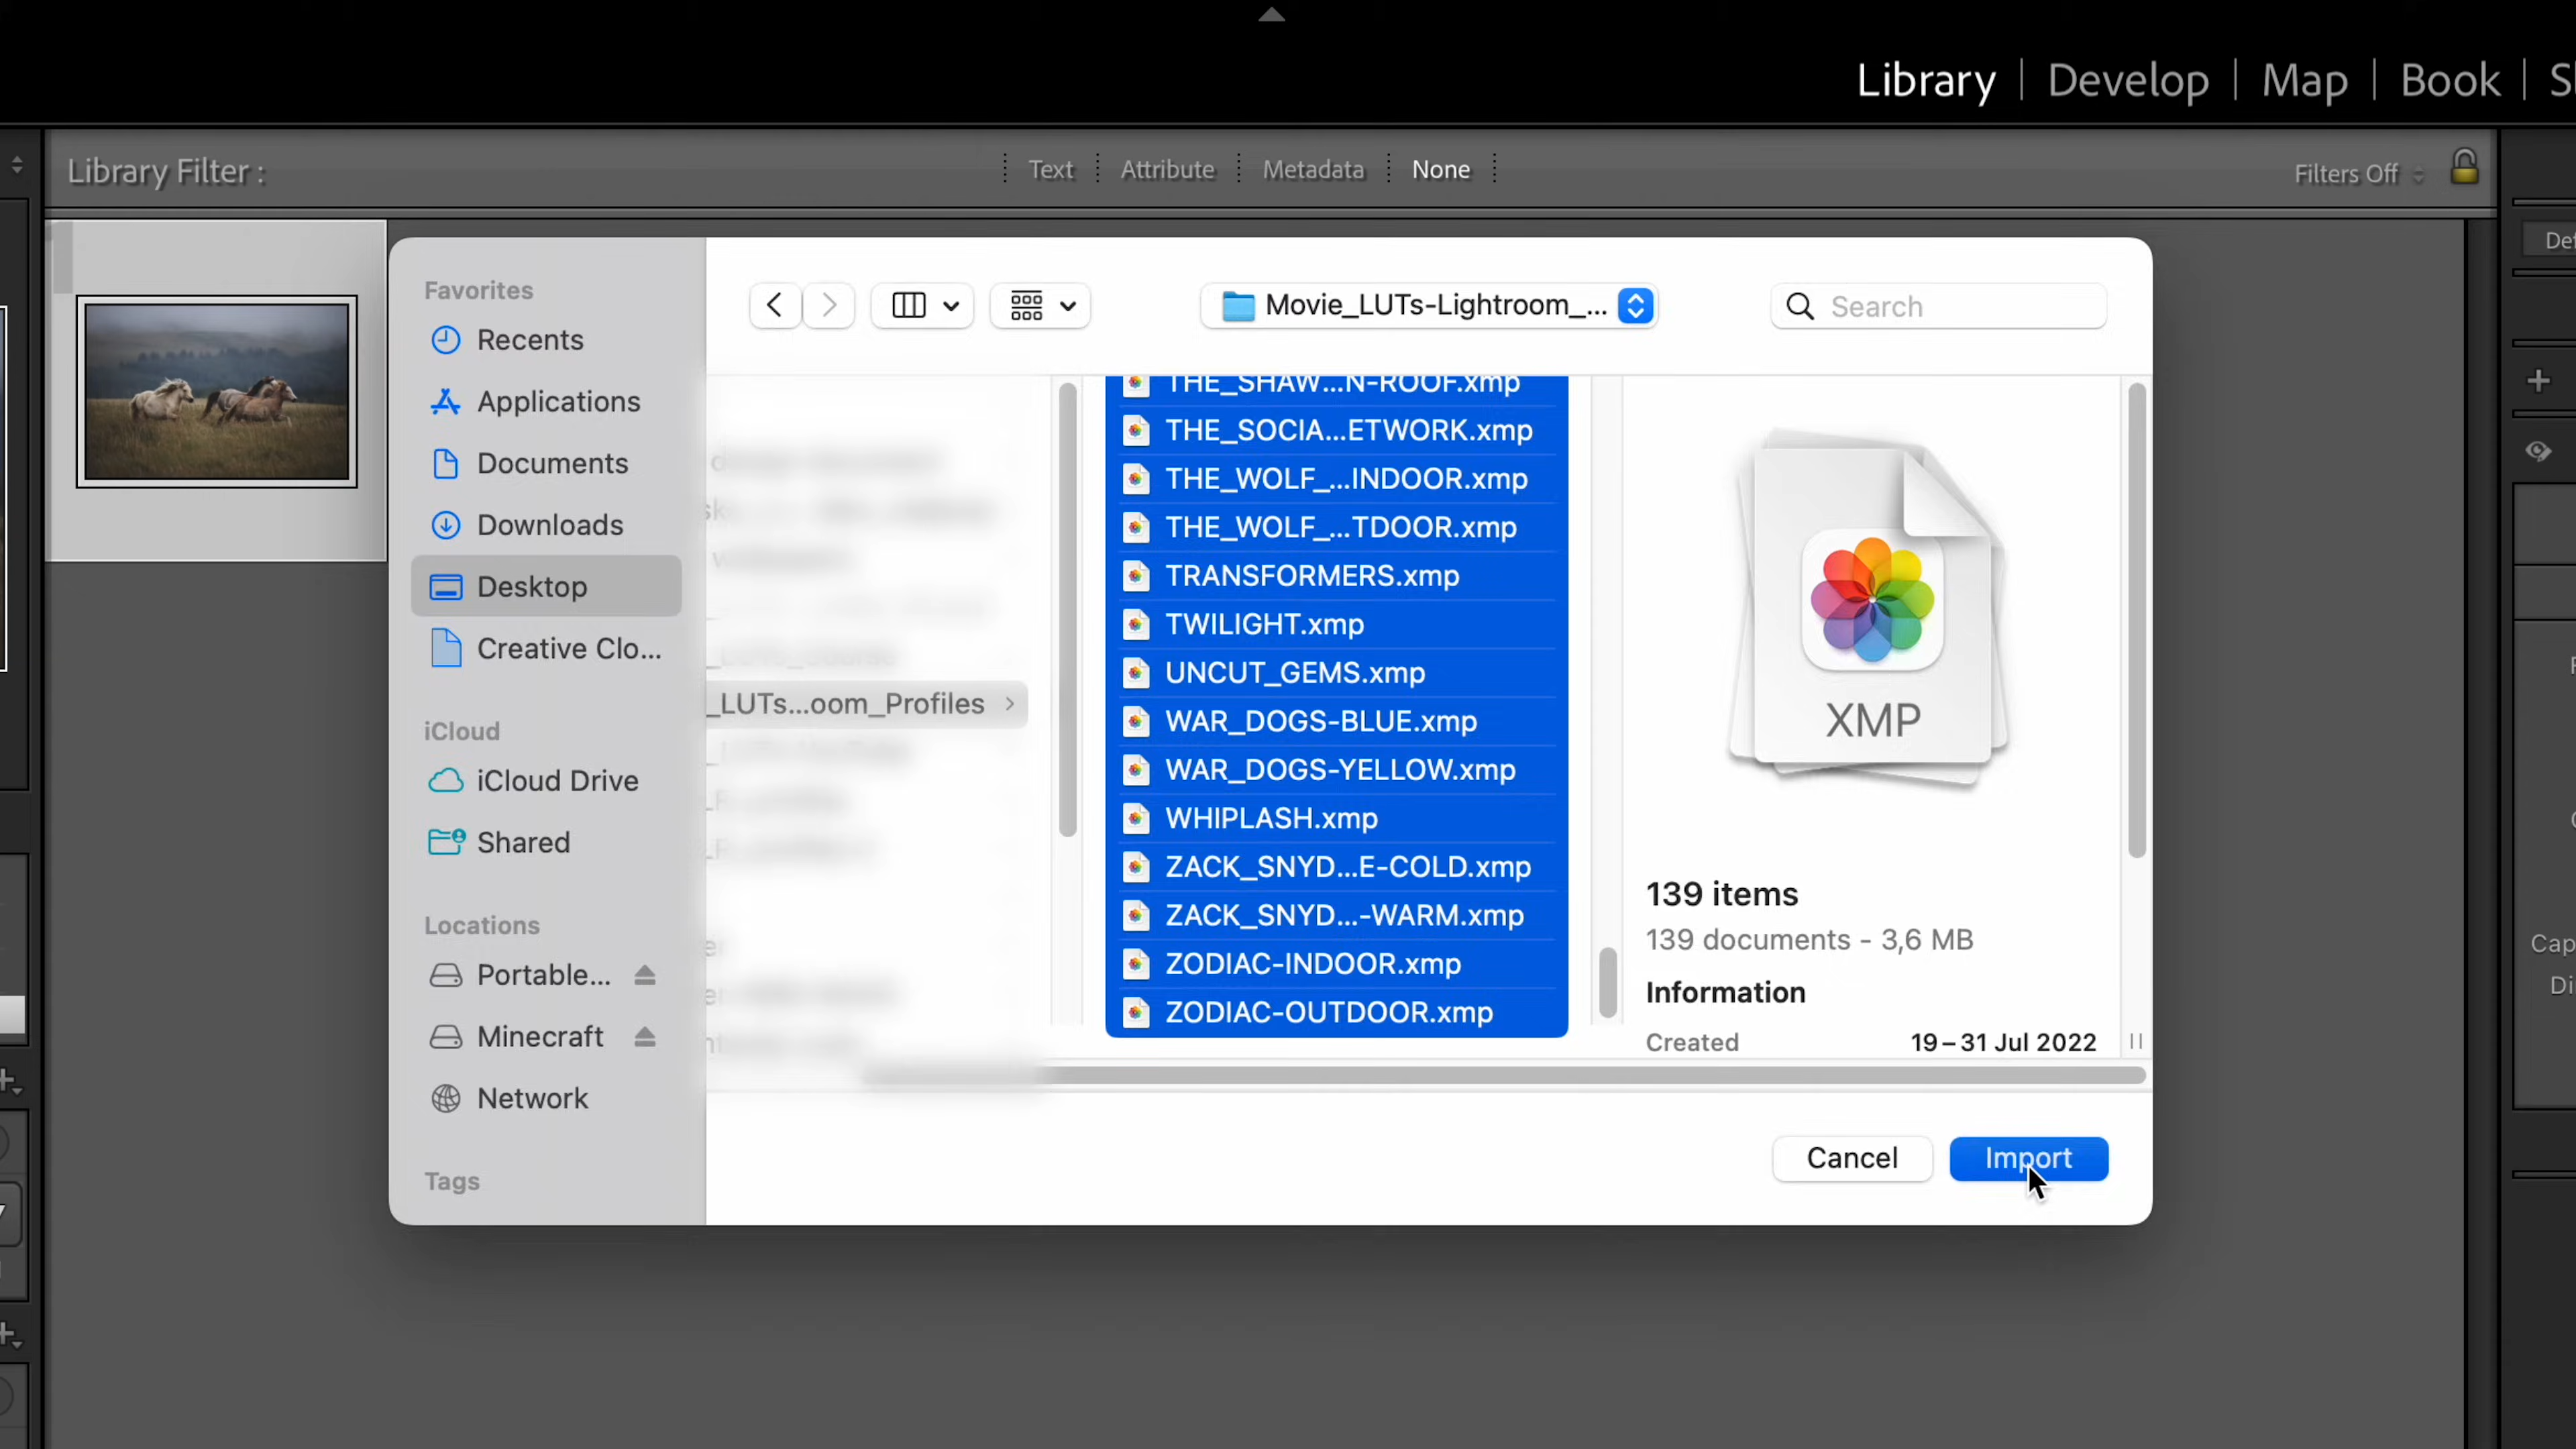 Library | Develop | Map | Book |
Library Filter :
Text
Attribute
Metadata
None
Filters Off
Favorites
Recents
Applications
Documents
Downloads
Desktop
Creative Clo...
iCloud
iCloud Drive
Shared
Locations
Portable...
Minecraft
Network
Tags
Movie_LUTs-Lightroom_...
Search
_LUTs...oom_Profiles
THE_SHAW...N-ROOF.xmp
THE_SOCIA...ETWORK.xmp
THE_WOLF_...INDOOR.xmp
THE_WOLF_...TDOOR.xmp
TRANSFORMERS.xmp
TWILIGHT.xmp
UNCUT_GEMS.xmp
WAR_DOGS-BLUE.xmp
WAR_DOGS-YELLOW.xmp
WHIPLASH.xmp
ZACK_SNYD...E-COLD.xmp
ZACK_SNYD...-WARM.xmp
ZODIAC-INDOOR.xmp
ZODIAC-OUTDOOR.xmp
XMP
139 items
139 documents - 3,6 MB
Information
Created 19–31 Jul 2022
Cancel
Import
Def
Cap
Di